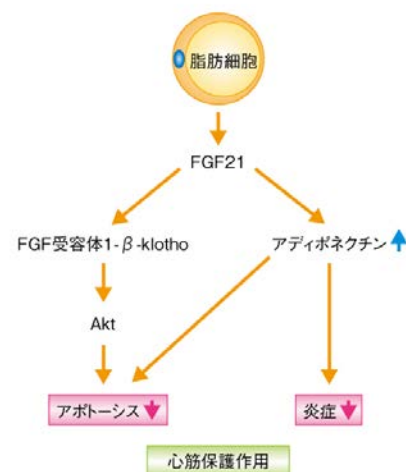 脂肪細胞
FGF21
FGF受容体1-β-klotho
アディポネクチン
Akt
アポトーシス
炎症
心筋保護作用